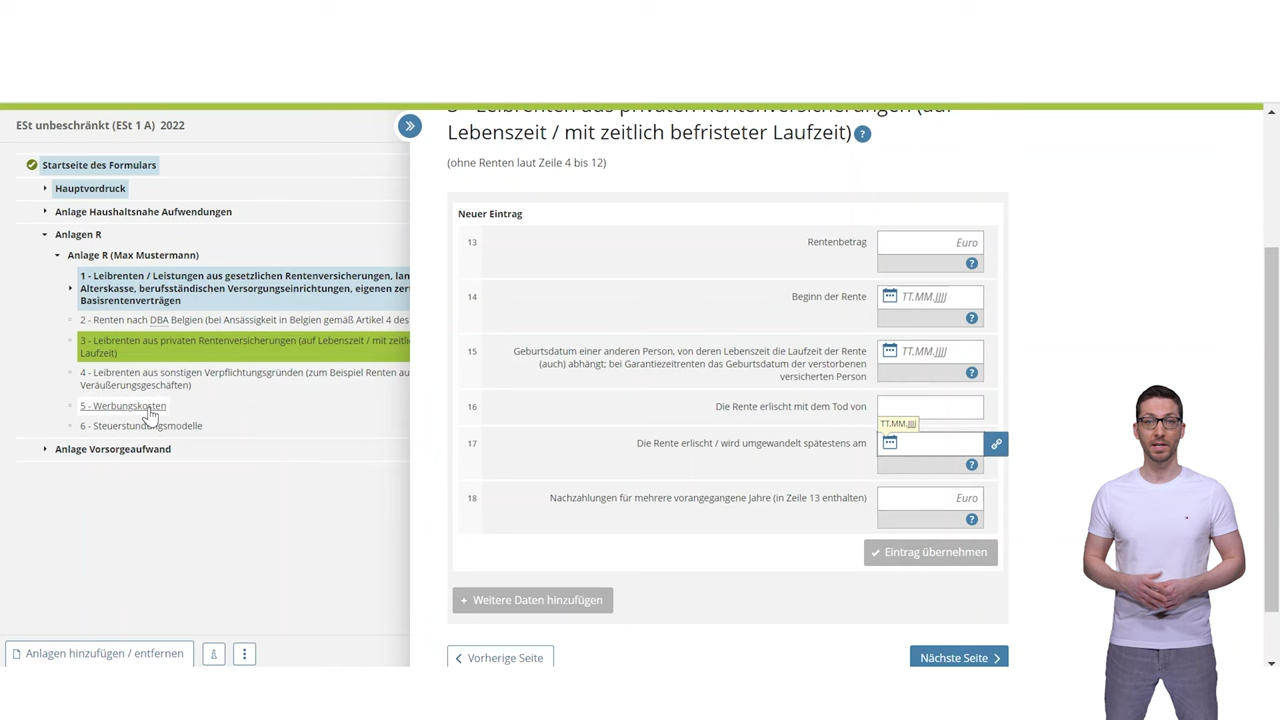 ESt unbeschränkt (ESt 1 A) 2022
Startseite des Formulars
Hauptvordruck
Anlage Haushaltsnahe Aufwendungen
Anlagen R
Anlage R (Max Mustermann)
1 - Leibrenten / Leistungen aus gesetzlichen Rentenversicherungen, lan
Alterskasse, berufsständischen Versorgungseinrichtungen, eigenen zer
Basisrentenverträgen
2 - Renten nach DBA Belgien (bei Ansässigkeit in Belgien gemäß Artikel 4 des
3 - Leibrenten aus privaten Rentenversicherungen (auf Lebenszeit / mit zeitli
Laufzeit)
4 - Leibrenten aus sonstigen Verpflichtungsgründen (zum Beispiel Renten au
Veräußerungsgeschäften)
5 - Werbungskosten
6 - Steuerstundungsmodelle
Anlage Vorsorgeaufwand
Anlagen hinzufügen / entfernen
3 - Leibrenten aus privaten Rentenversicherungen (auf
Lebenszeit / mit zeitlich befristeter Laufzeit) ?
(ohne Renten laut Zeile 4 bis 12)
Neuer Eintrag
13 Rentenbetrag Euro
?
14 Beginn der Rente TT.MM.JJJJ
?
15 Geburtsdatum einer anderen Person, von deren Lebenszeit die Laufzeit der Rente TT.MM.JJJJ
(auch) abhängt; bei Garantiezeitrenten das Geburtsdatum der verstorbenen ?
versicherten Person
16 Die Rente erlischt mit dem Tod von
TT.MM.JJJJ
17 Die Rente erlischt / wird umgewandelt spätestens am
?
18 Nachzahlungen für mehrere vorangegangene Jahre (in Zeile 13 enthalten) Euro
?
Eintrag übernehmen
+ Weitere Daten hinzufügen
Vorherige Seite
Nächste Seite